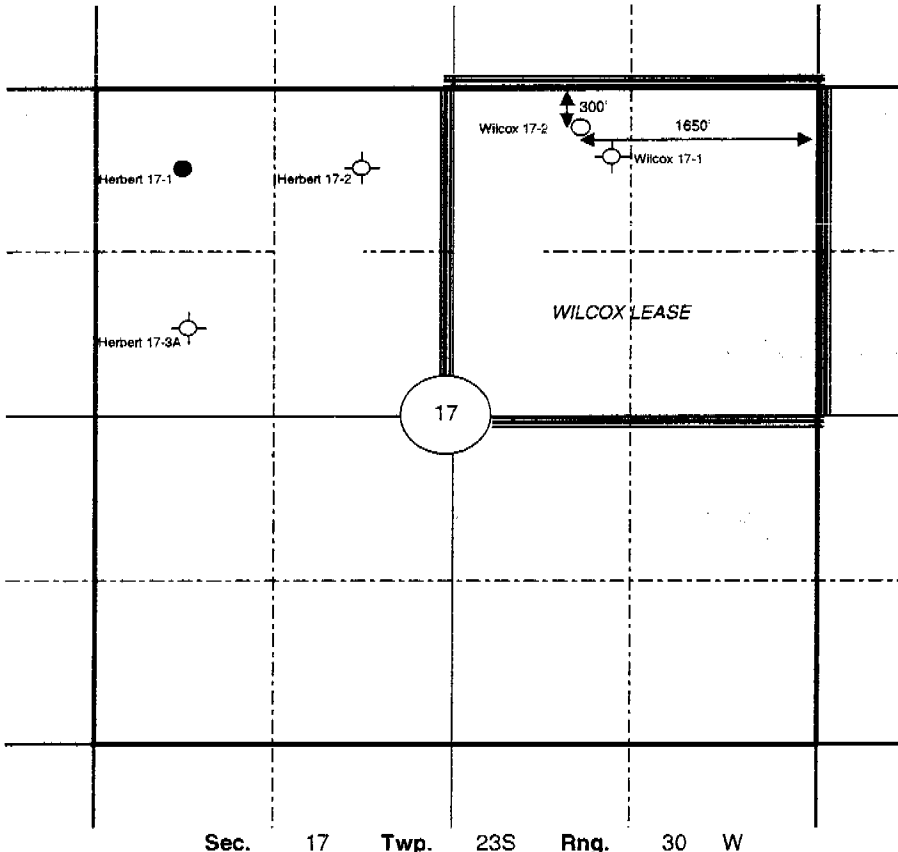 300'
Wilcox 17-2
1650'
Wilcox 17-1
Herbert 17-1
Herbert 17-2
WILCOX LEASE
Herbert 17-3A
17
Sec. 17 Twp. 23S Rng. 30 W